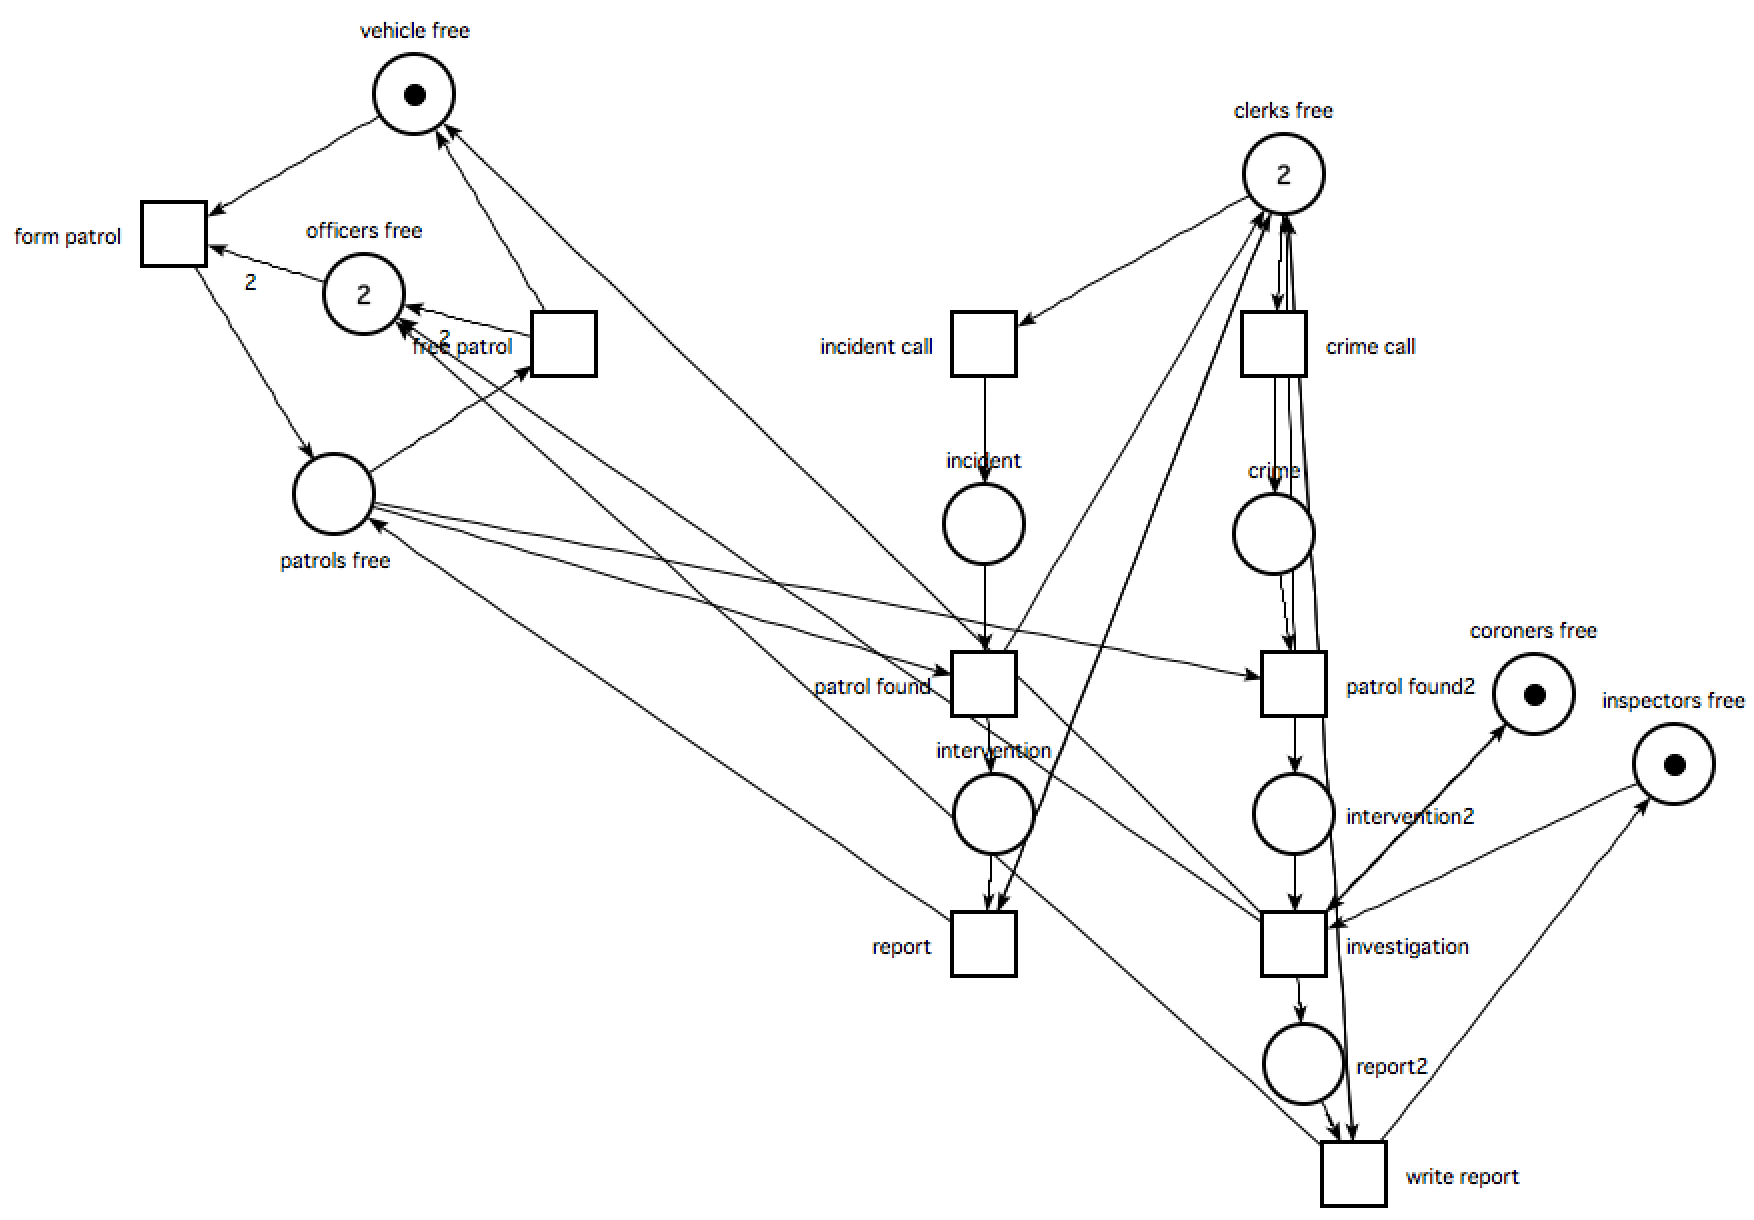 vehicle free
clerks free
2
form patrol
officers free
2
2
2
free patrol
incident call
crime call
incident
crime
patrols free
coroners free
patrol found
patrol found2
inspectors free
intervention
intervention2
report
investigation
report2
write report